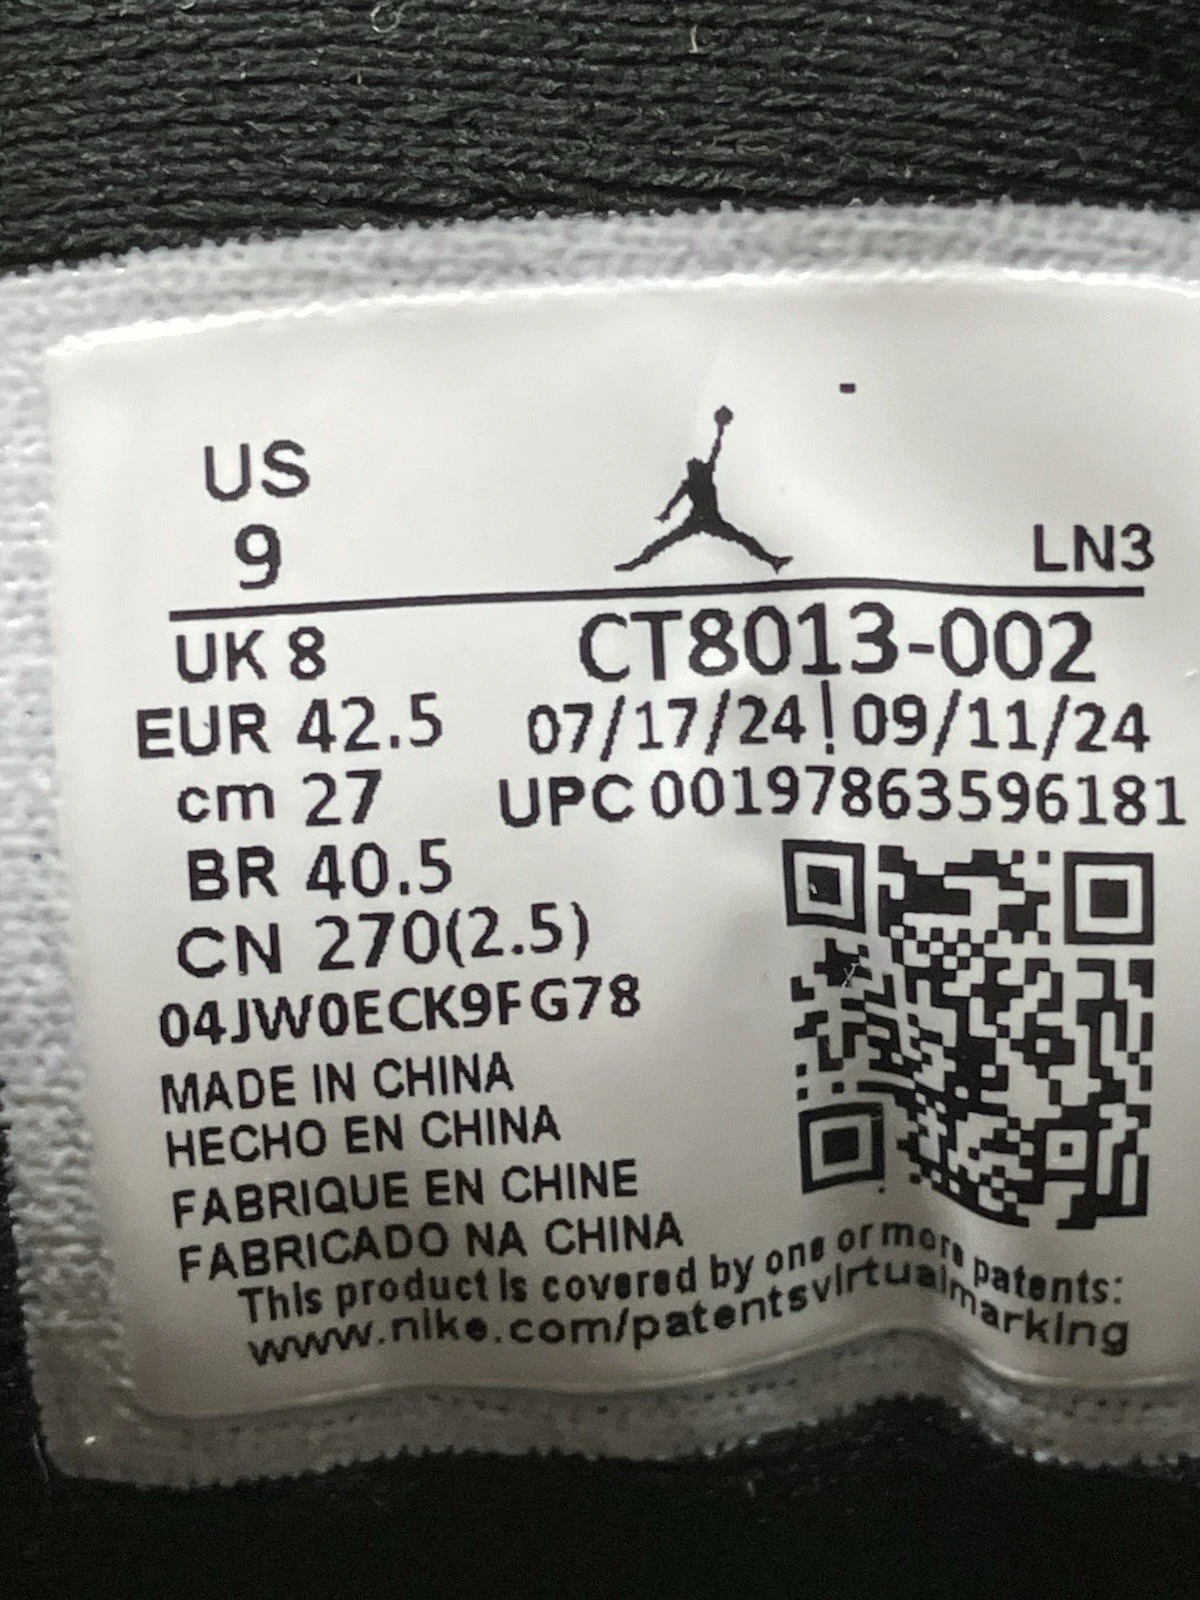 US
9
LN3
UK 8
CT8013-002
EUR 42.5
07/17/24 | 09/11/24
cm 27
UPC 00197863596181
BR 40.5
CN 270(2.5)
04JW0ECK9FG78
MADE IN CHINA
HECHO EN CHINA
FABRIQUE EN CHINE
FABRICADO NA CHINA
This product is covered by one or more patents:
www.nike.com/patentsvirtualmarking